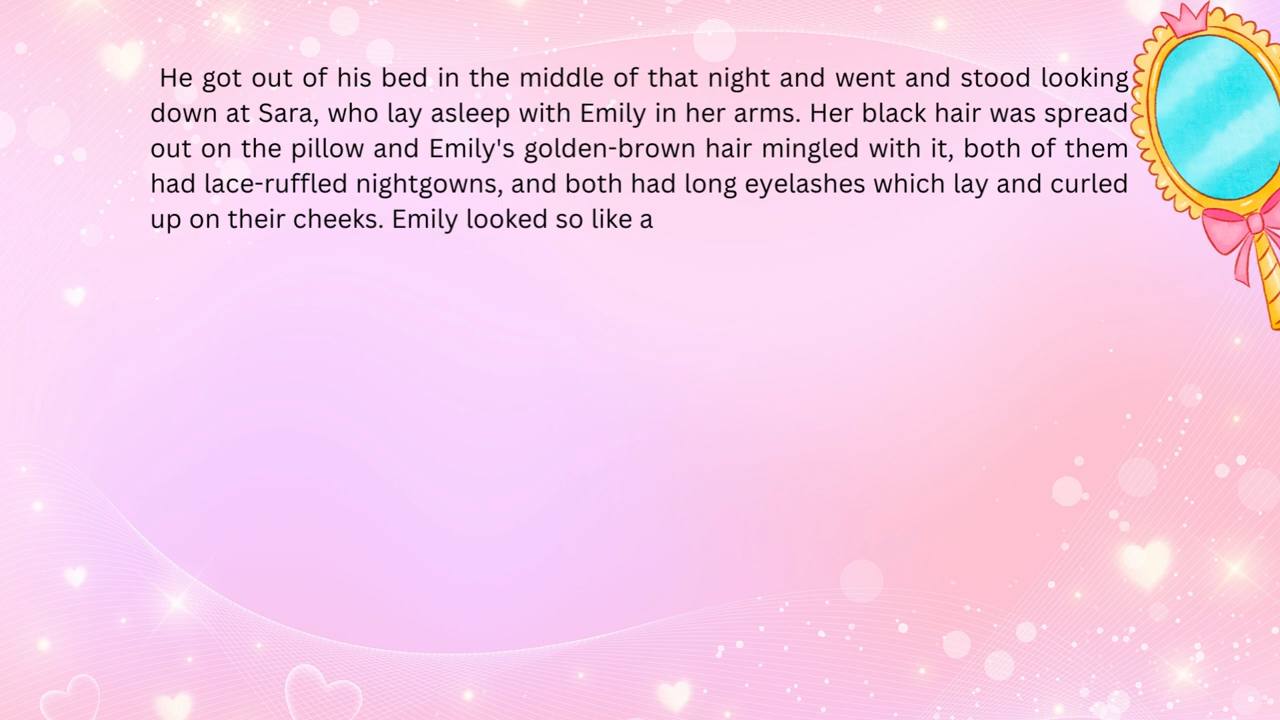 He got out of his bed in the middle of that night and went and stood looking
down at Sara, who lay asleep with Emily in her arms. Her black hair was spread
out on the pillow and Emily's golden-brown hair mingled with it, both of them
had lace-ruffled nightgowns, and both had long eyelashes which lay and curled
up on their cheeks. Emily looked so like a